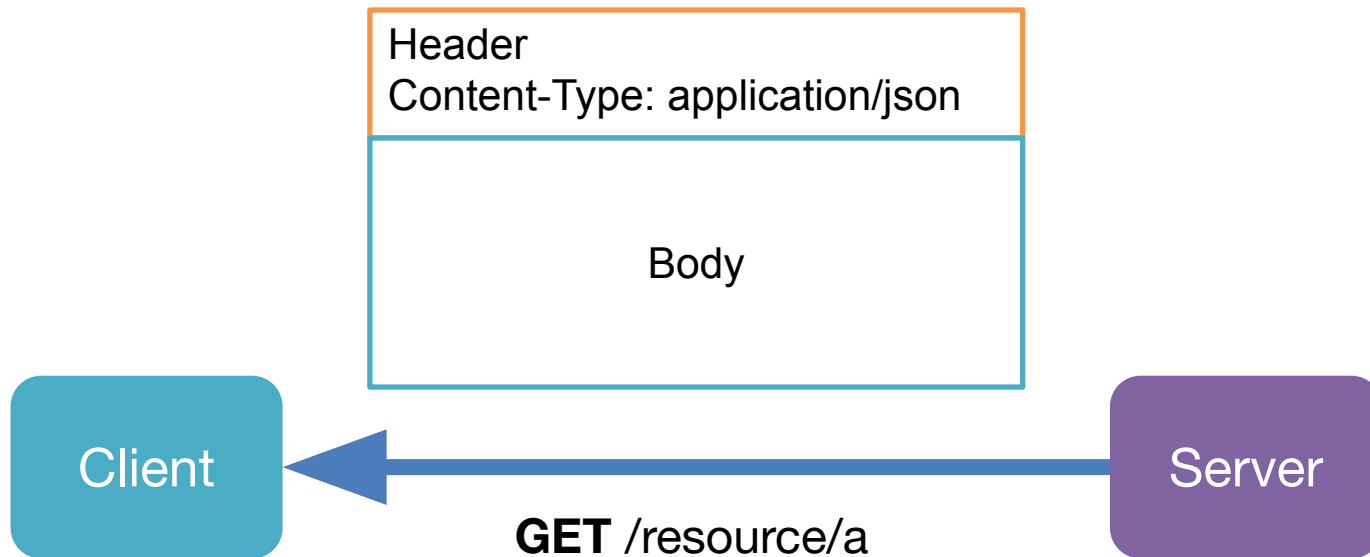 Header
Content-Type: application/json
Body
Client
Server
GET /resource/a